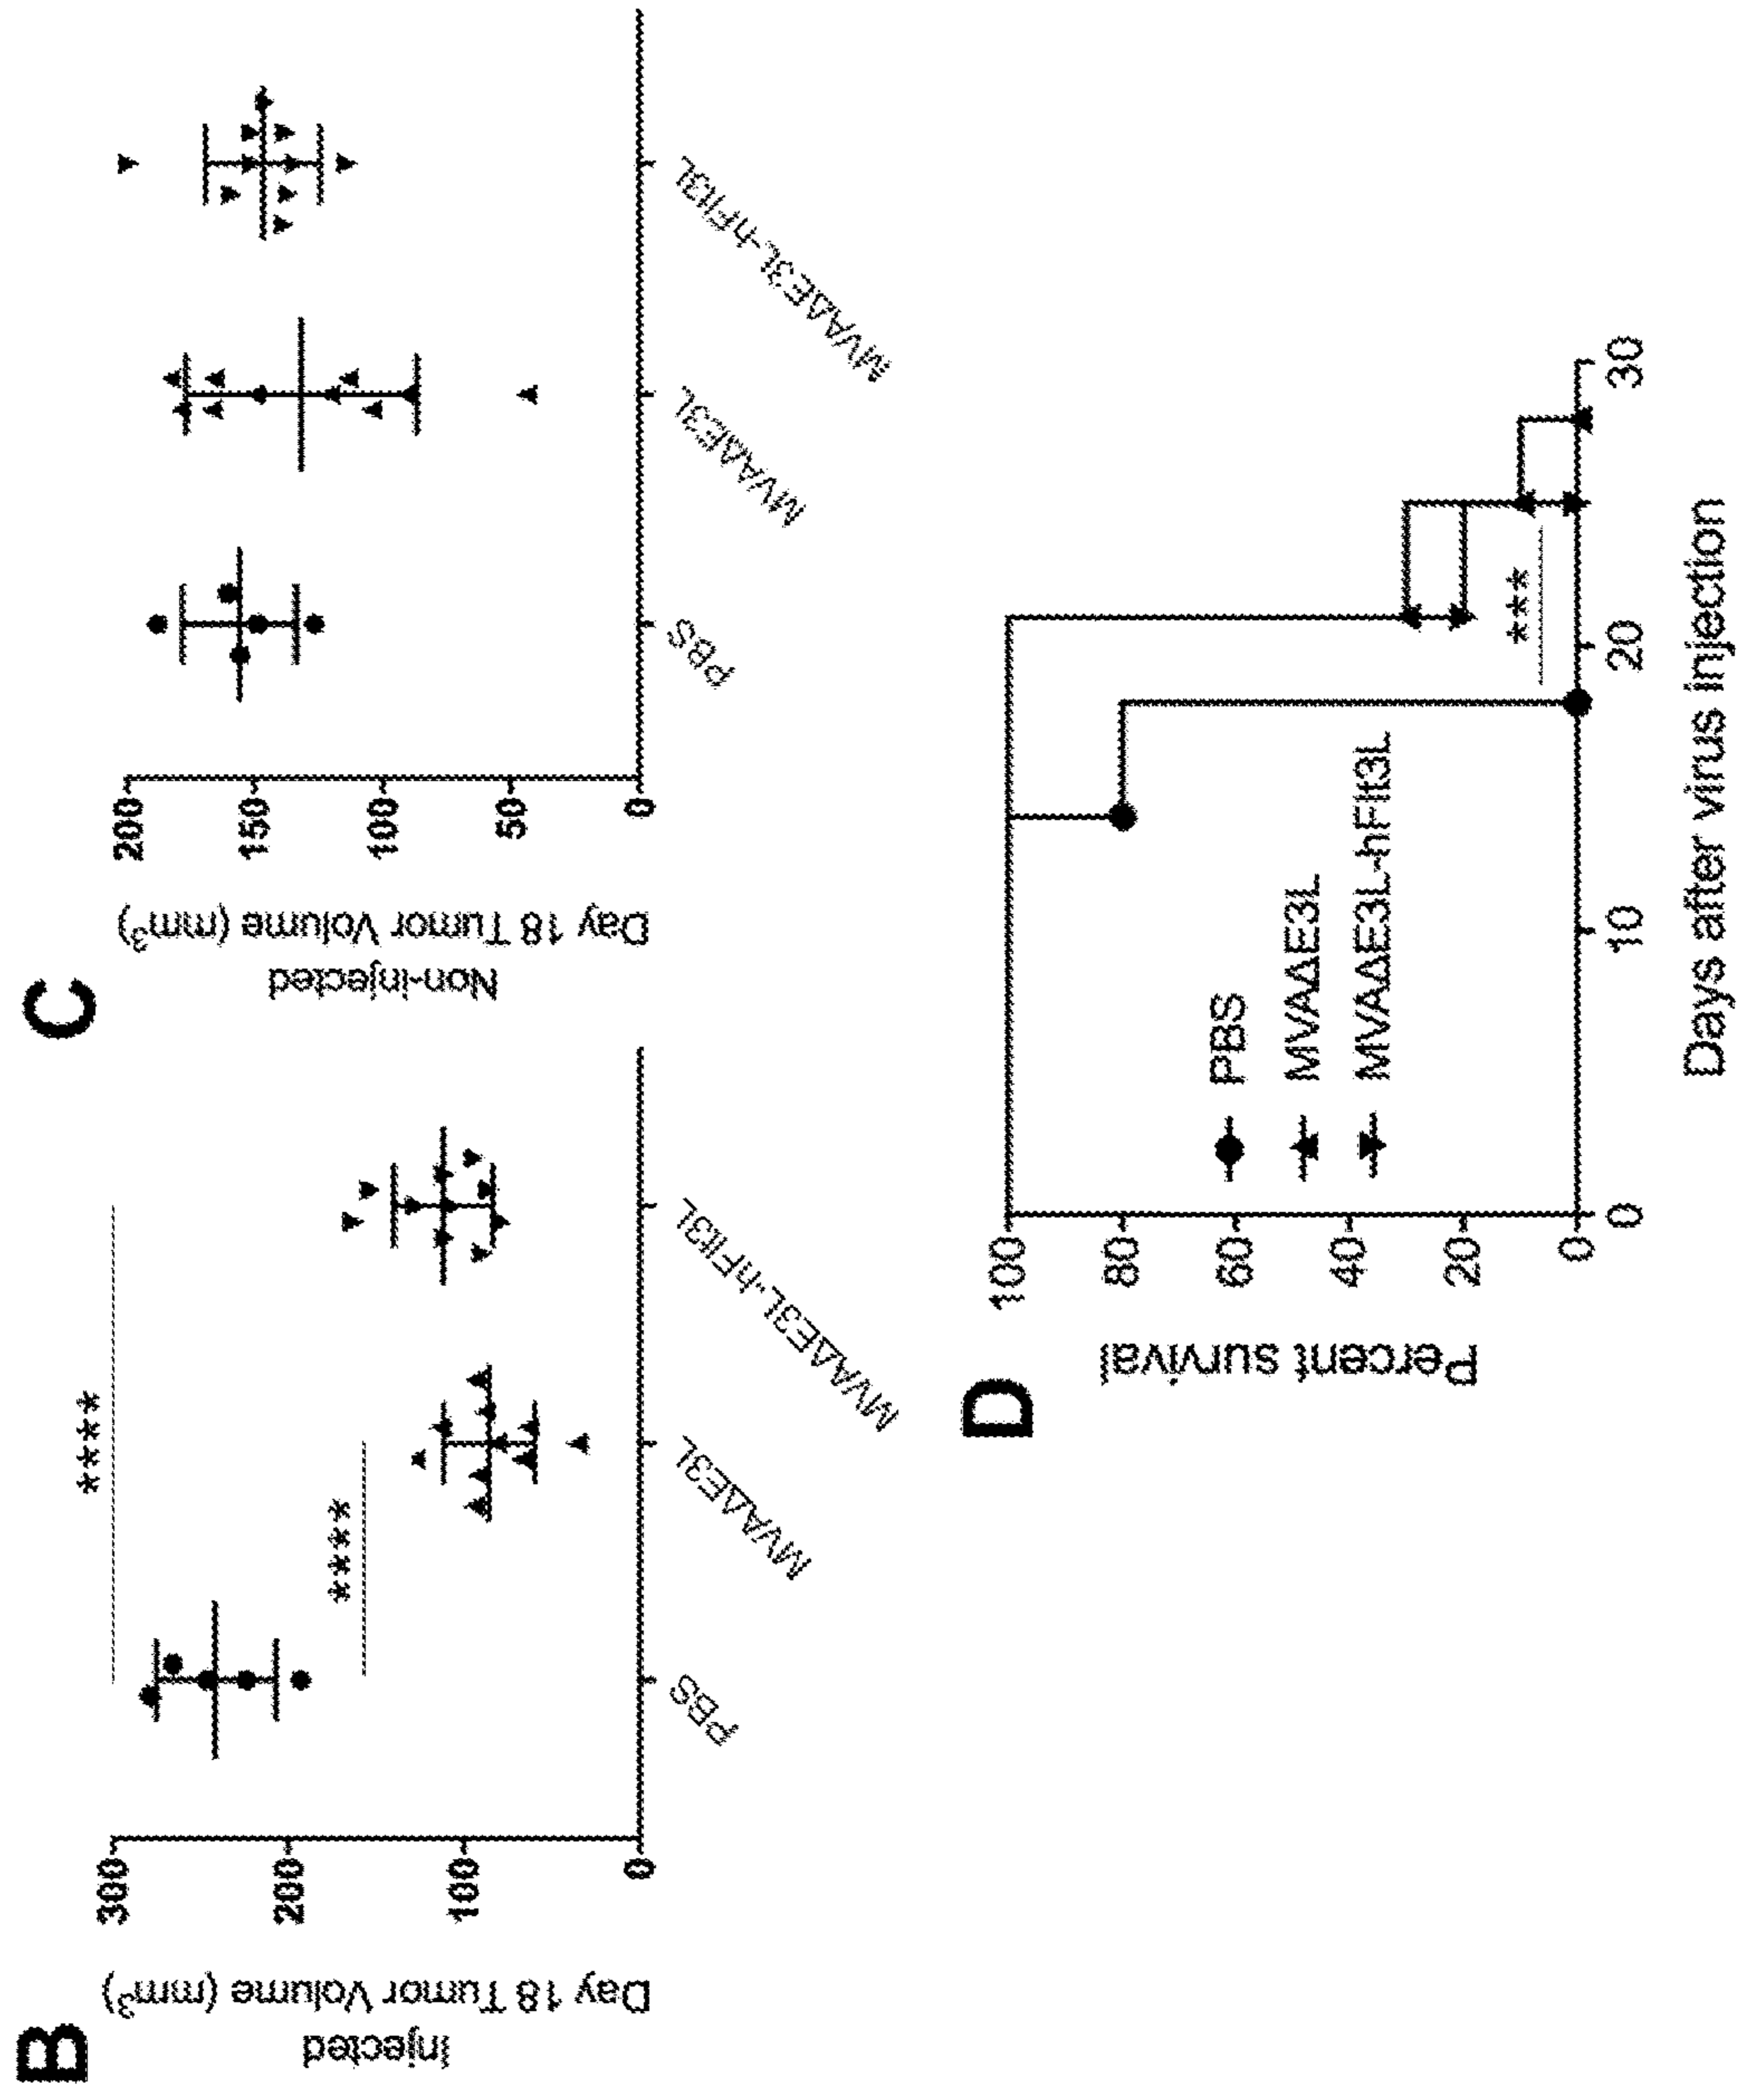 B
Injected
Day 18 Tumor Volume (mm³)
300
200
100
0
****
****
PBS
MVAΔE3L
MVAΔE3L-hFlt3L
C
Non-injected
Day 18 Tumor Volume (mm³)
200
150
100
50
0
PBS
MVAΔE3L
MVAΔE3L-hFlt3L
D
Percent survival
100
80
60
40
20
0
PBS
MVAΔE3L
MVAΔE3L-hFlt3L
***
0
10
20
30
Days after virus injection